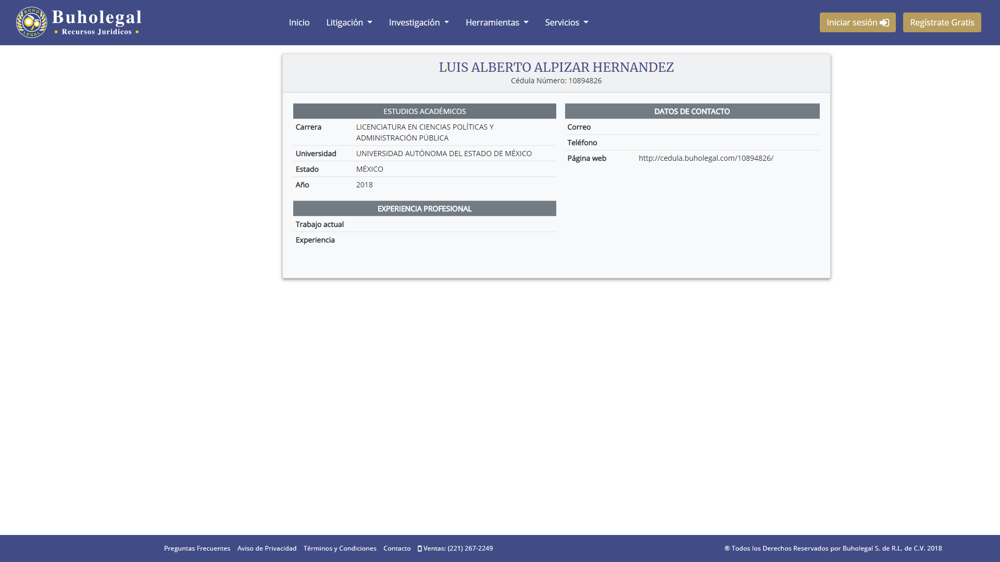 BÚHO
LEGAL
Buholegal
• Recursos Jurídicos •
Inicio
Litigación
Investigación
Herramientas
Servicios
Iniciar sesión
Regístrate Gratis
LUIS ALBERTO ALPIZAR HERNANDEZ
Cédula Número: 10894826
ESTUDIOS ACADÉMICOS
Carrera LICENCIATURA EN CIENCIAS POLÍTICAS Y
ADMINISTRACIÓN PÚBLICA
Universidad UNIVERSIDAD AUTÓNOMA DEL ESTADO DE MÉXICO
Estado MÉXICO
Año 2018
EXPERIENCIA PROFESIONAL
Trabajo actual
Experiencia
DATOS DE CONTACTO
Correo
Teléfono
Página web http://cedula.buholegal.com/10894826/
Preguntas Frecuentes Aviso de Privacidad Términos y Condiciones Contacto Ventas: (221) 267-2249
® Todos los Derechos Reservados por Buholegal S. de R.L. de C.V. 2018